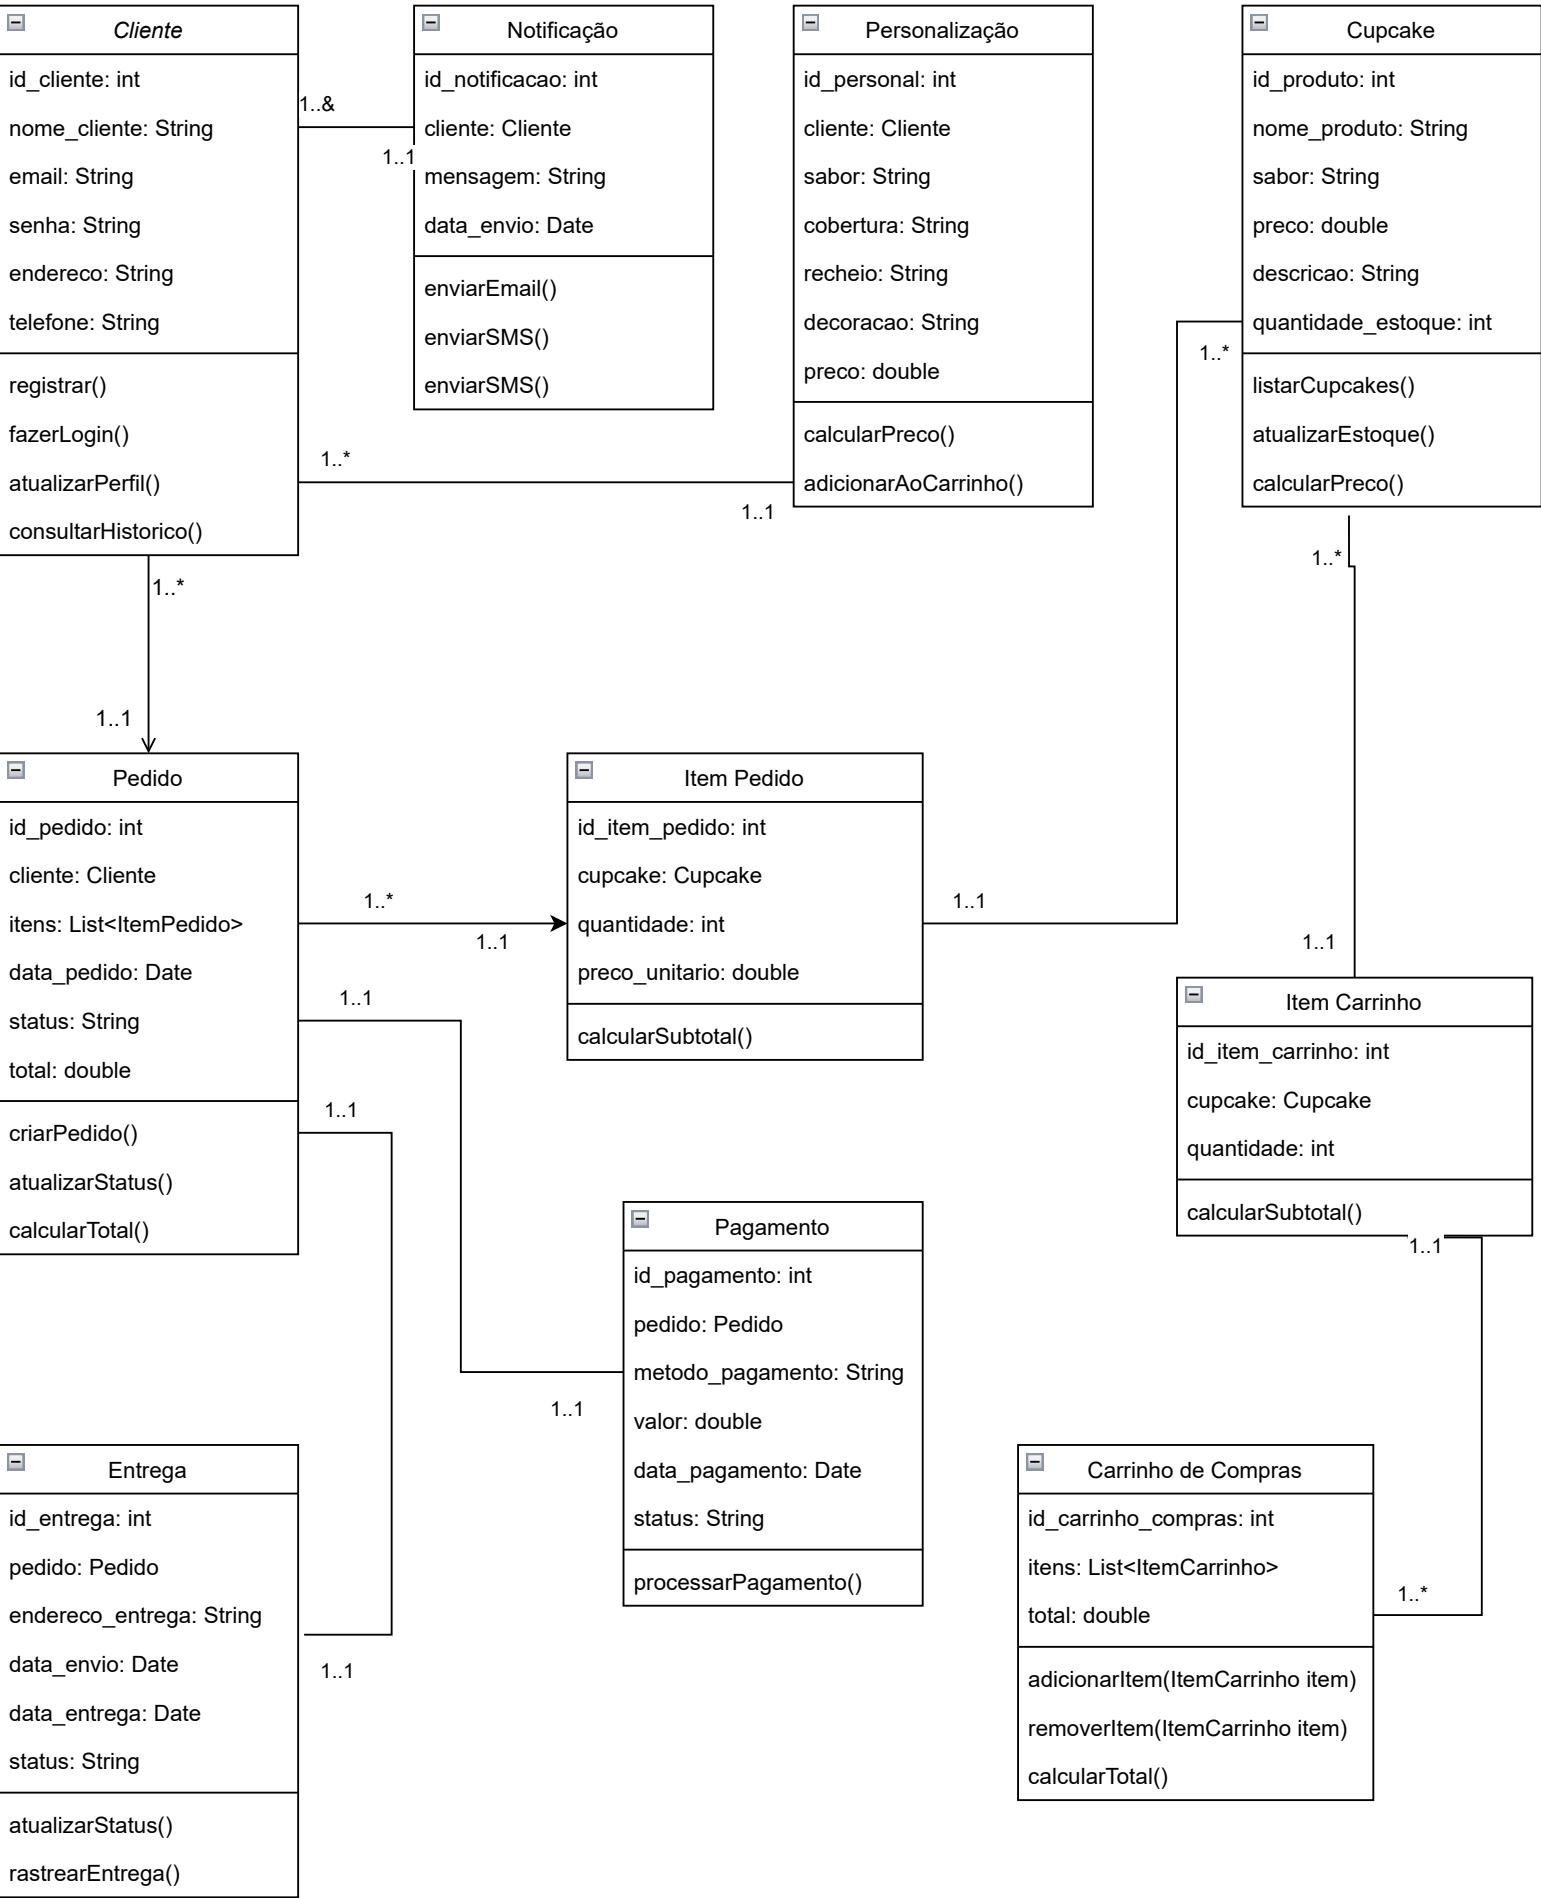 Cliente
id_cliente: int
nome_cliente: String
email: String
senha: String
endereco: String
telefone: String
registrar()
fazerLogin()
atualizarPerfil()
consultarHistorico()
1..&
1..1
Notificação
id_notificacao: int
cliente: Cliente
mensagem: String
data_envio: Date
enviarEmail()
enviarSMS()
enviarSMS()
1..*
1..1
Personalização
id_personal: int
cliente: Cliente
sabor: String
cobertura: String
recheio: String
decoracao: String
preco: double
calcularPreco()
adicionarAoCarrinho()
Cupcake
id_produto: int
nome_produto: String
sabor: String
preco: double
descricao: String
quantidade_estoque: int
listarCupcakes()
atualizarEstoque()
calcularPreco()
1..*
1..*
1..*
1..1
Pedido
id_pedido: int
cliente: Cliente
itens: List<ItemPedido>
data_pedido: Date
status: String
total: double
criarPedido()
atualizarStatus()
calcularTotal()
1..*
1..1
1..1
1..1
Item Pedido
id_item_pedido: int
cupcake: Cupcake
quantidade: int
preco_unitario: double
calcularSubtotal()
1..1
1..1
Item Carrinho
id_item_carrinho: int
cupcake: Cupcake
quantidade: int
calcularSubtotal()
1..1
Pagamento
id_pagamento: int
pedido: Pedido
metodo_pagamento: String
valor: double
data_pagamento: Date
status: String
processarPagamento()
1..1
Entrega
id_entrega: int
pedido: Pedido
endereco_entrega: String
data_envio: Date
data_entrega: Date
status: String
atualizarStatus()
rastrearEntrega()
1..1
Carrinho de Compras
id_carrinho_compras: int
itens: List<ItemCarrinho>
total: double
adicionarItem(ItemCarrinho item)
removerItem(ItemCarrinho item)
calcularTotal()
1..*